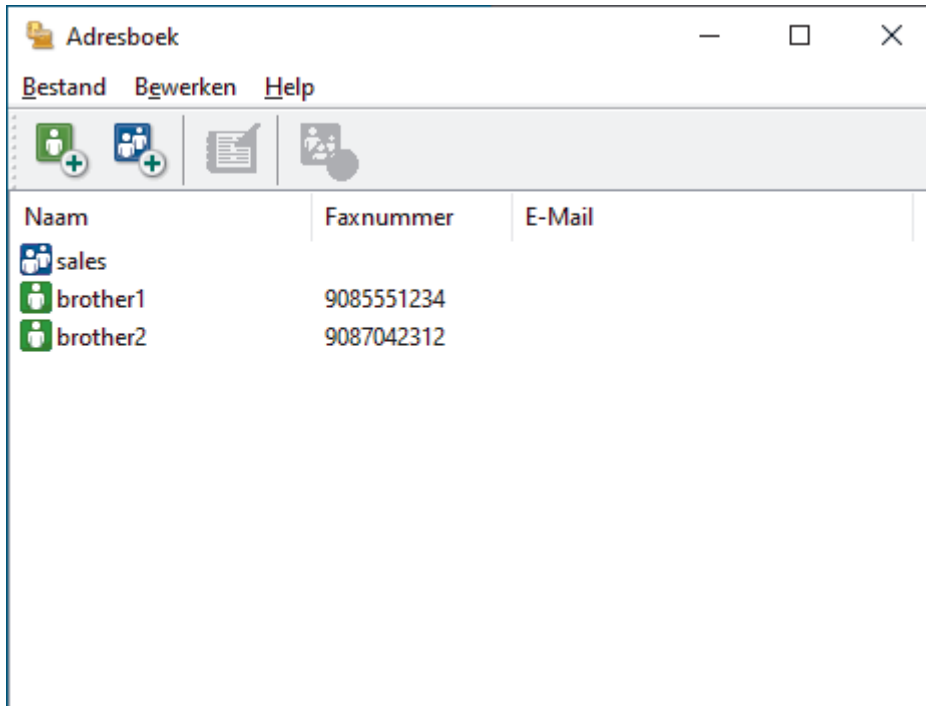 Adresboek
Bestand Bewerken Help
Naam Faxnummer E-Mail
sales
brother1 9085551234
brother2 9087042312